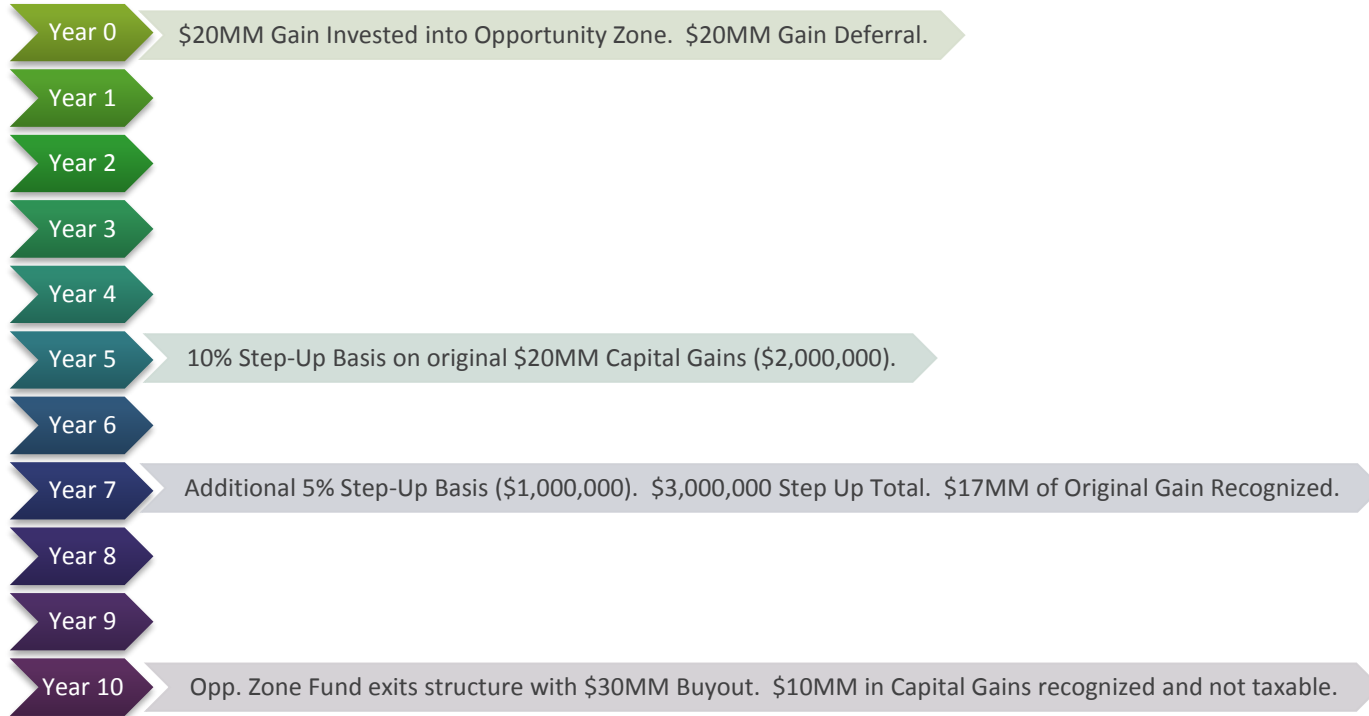 Year 0
$20MM Gain Invested into Opportunity Zone.  $20MM Gain Deferral.
Year 1
Year 2
Year 3
Year 4
Year 5
10% Step-Up Basis on original $20MM Capital Gains ($2,000,000).
Year 6
Year 7
Additional 5% Step-Up Basis ($1,000,000).  $3,000,000 Step Up Total.  $17MM of Original Gain Recognized.
Year 8
Year 9
Year 10
Opp. Zone Fund exits structure with $30MM Buyout.  $10MM in Capital Gains recognized and not taxable.